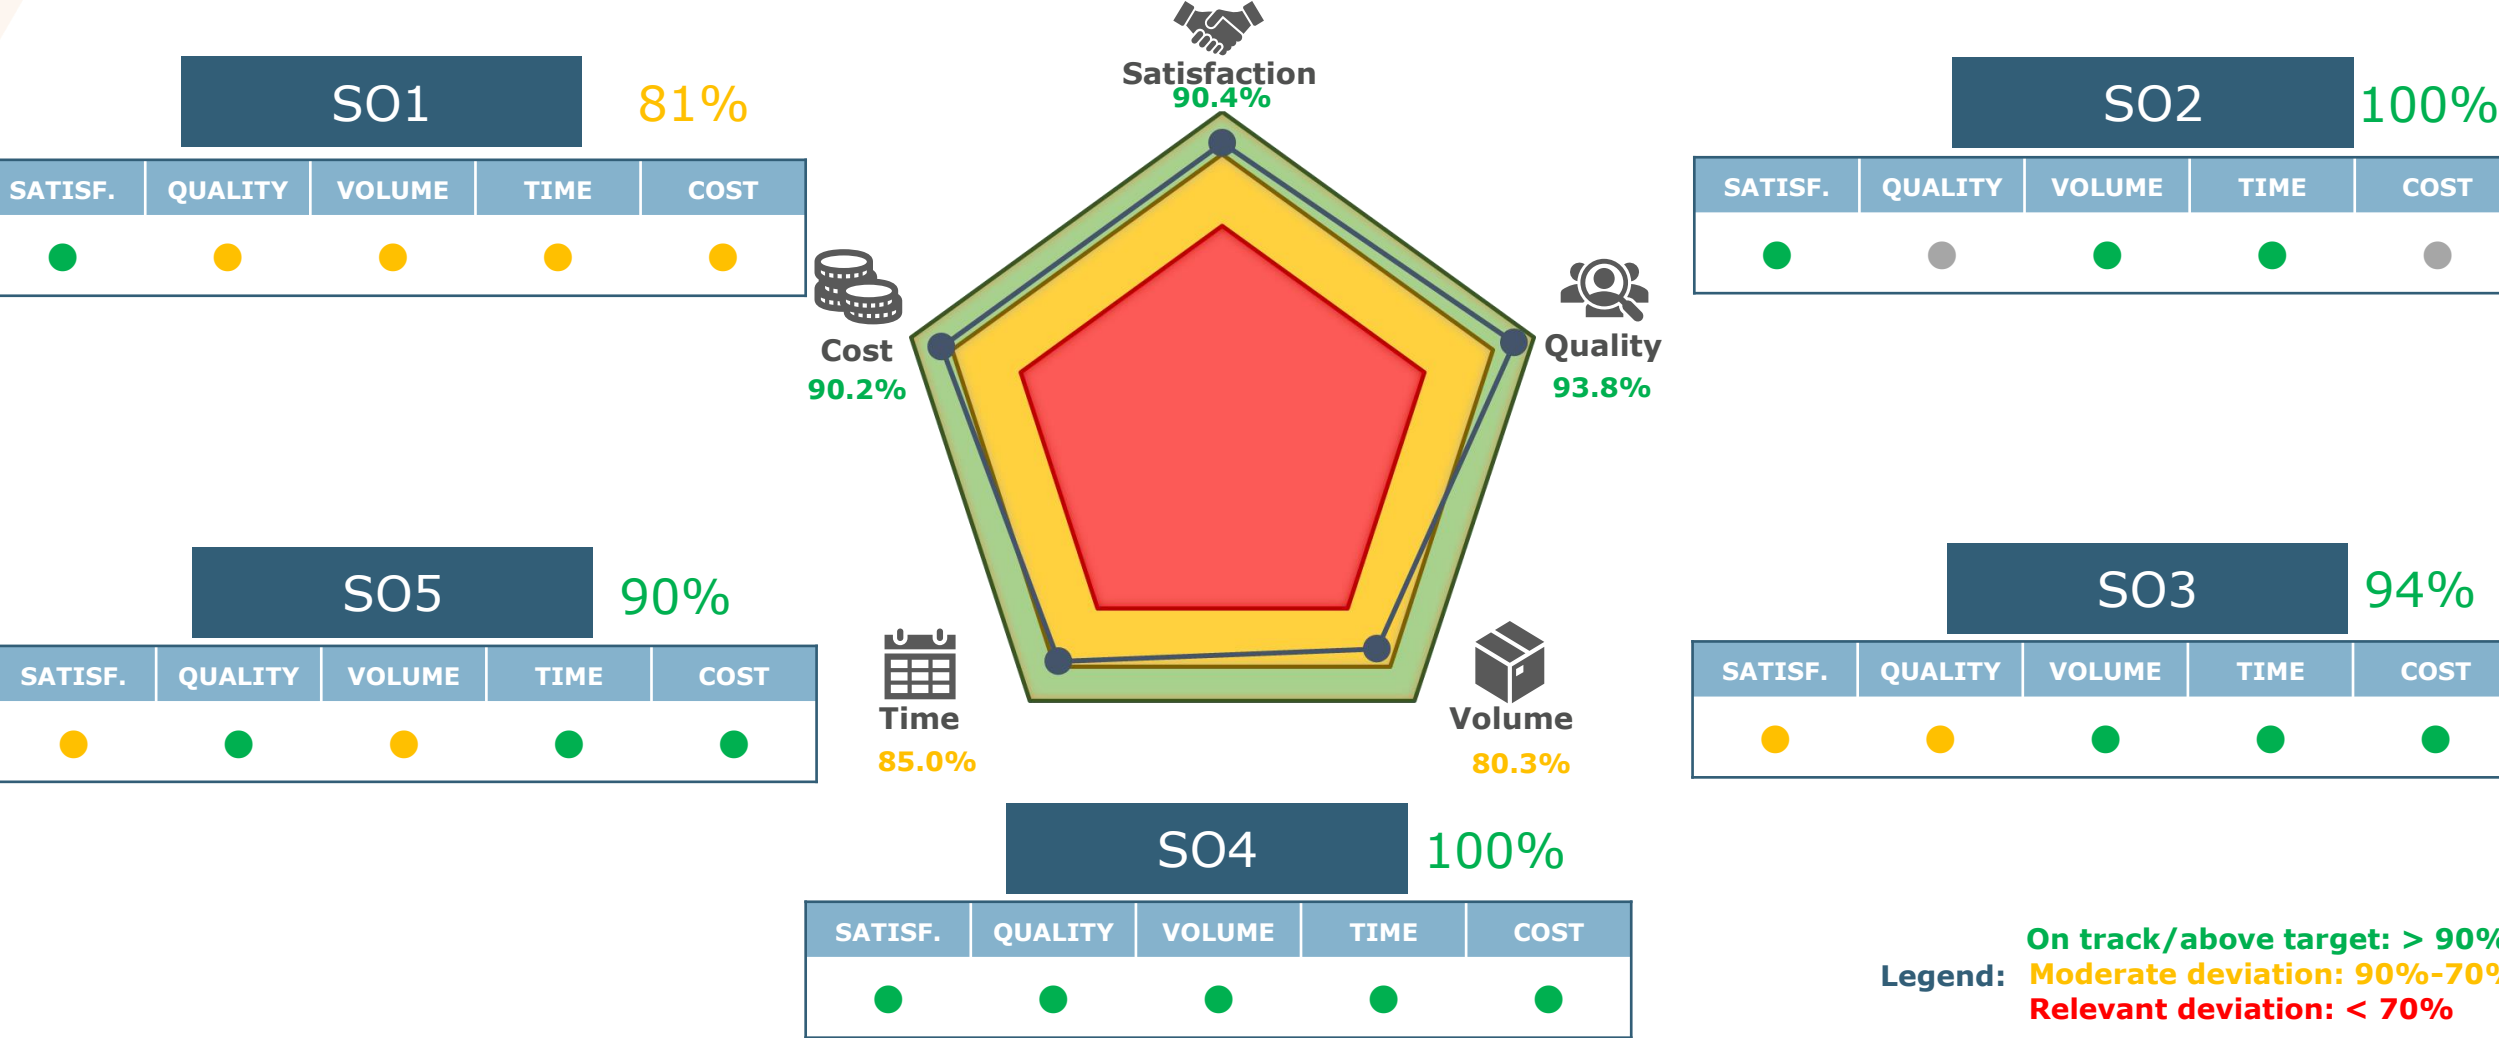 Satisfaction
90.4%
SO1
81%
SATISF. QUALITY VOLUME TIME COST
SO2
100%
SATISF. QUALITY VOLUME TIME COST
Cost
90.2%
Quality
93.8%
SO5
90%
SATISF. QUALITY VOLUME TIME COST
SO3
94%
SATISF. QUALITY VOLUME TIME COST
Time
85.0%
Volume
80.3%
SO4
100%
SATISF. QUALITY VOLUME TIME COST
Legend:
On track/above target: > 90%
Moderate deviation: 90%-70%
Relevant deviation: < 70%